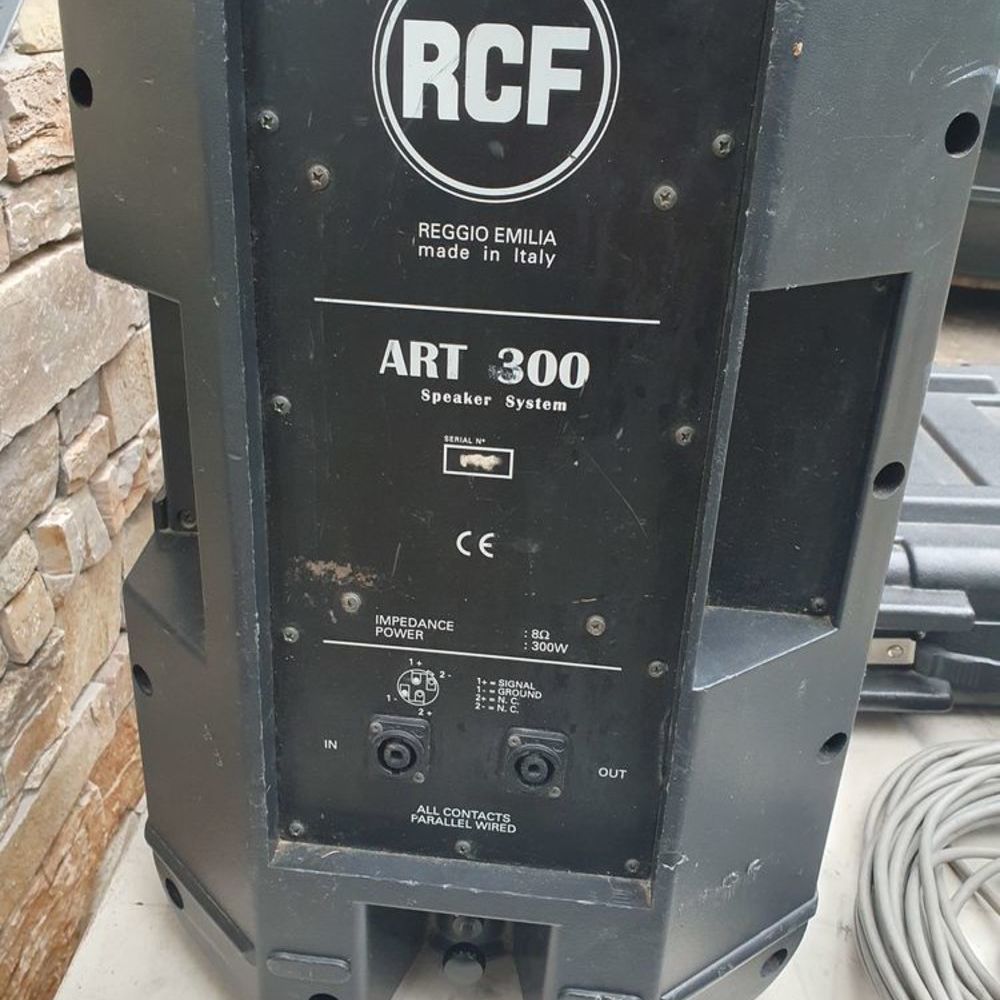 RCF
REGGIO EMILIA
made in Italy
ART 300
Speaker System
SERIAL Nº
CE
IMPEDANCE : 8Ω
POWER : 300W
1+
2-
1-
2+
1+ = SIGNAL
1- = GROUND
2+ = N. C.
2- = N. C.
IN
OUT
ALL CONTACTS
PARALLEL WIRED